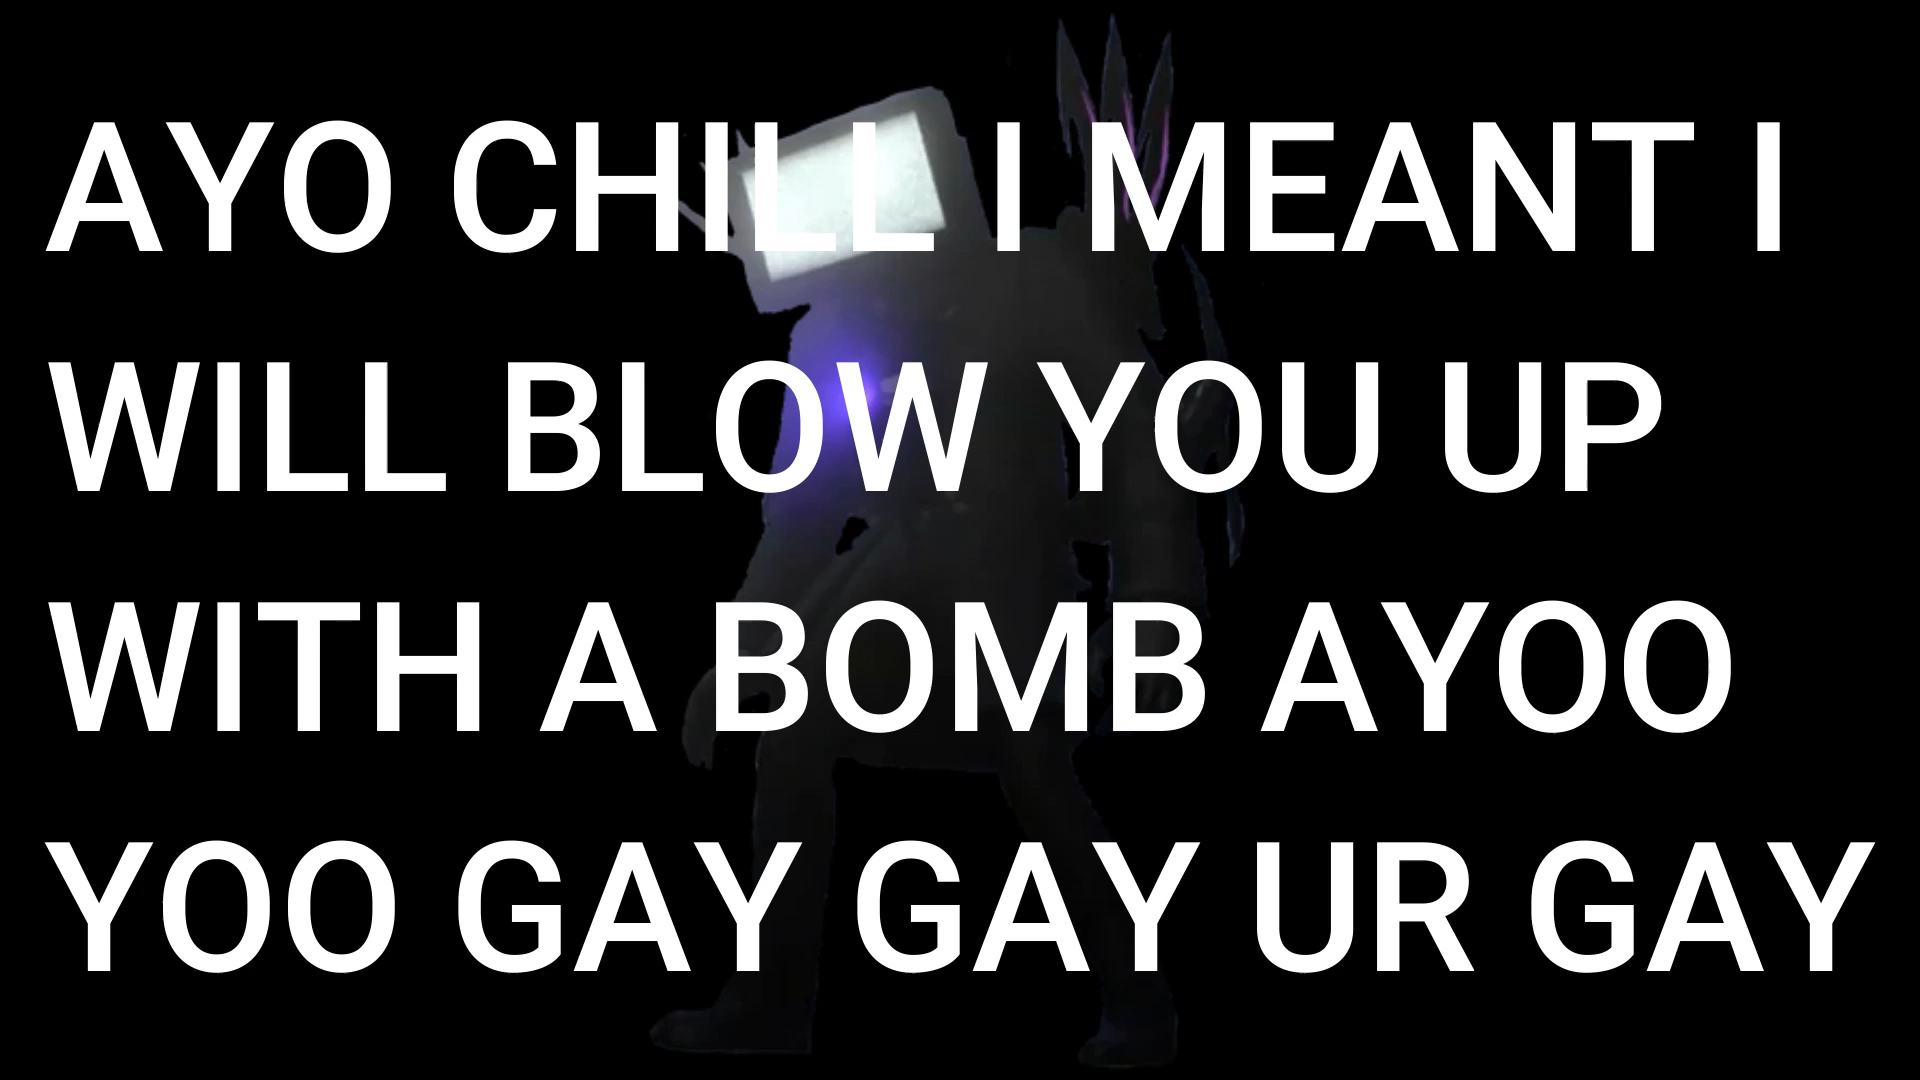 AYO CHILL I MEANT I
WILL BLOW YOU UP
WITH A BOMB AYOO
YOO GAY GAY UR GAY